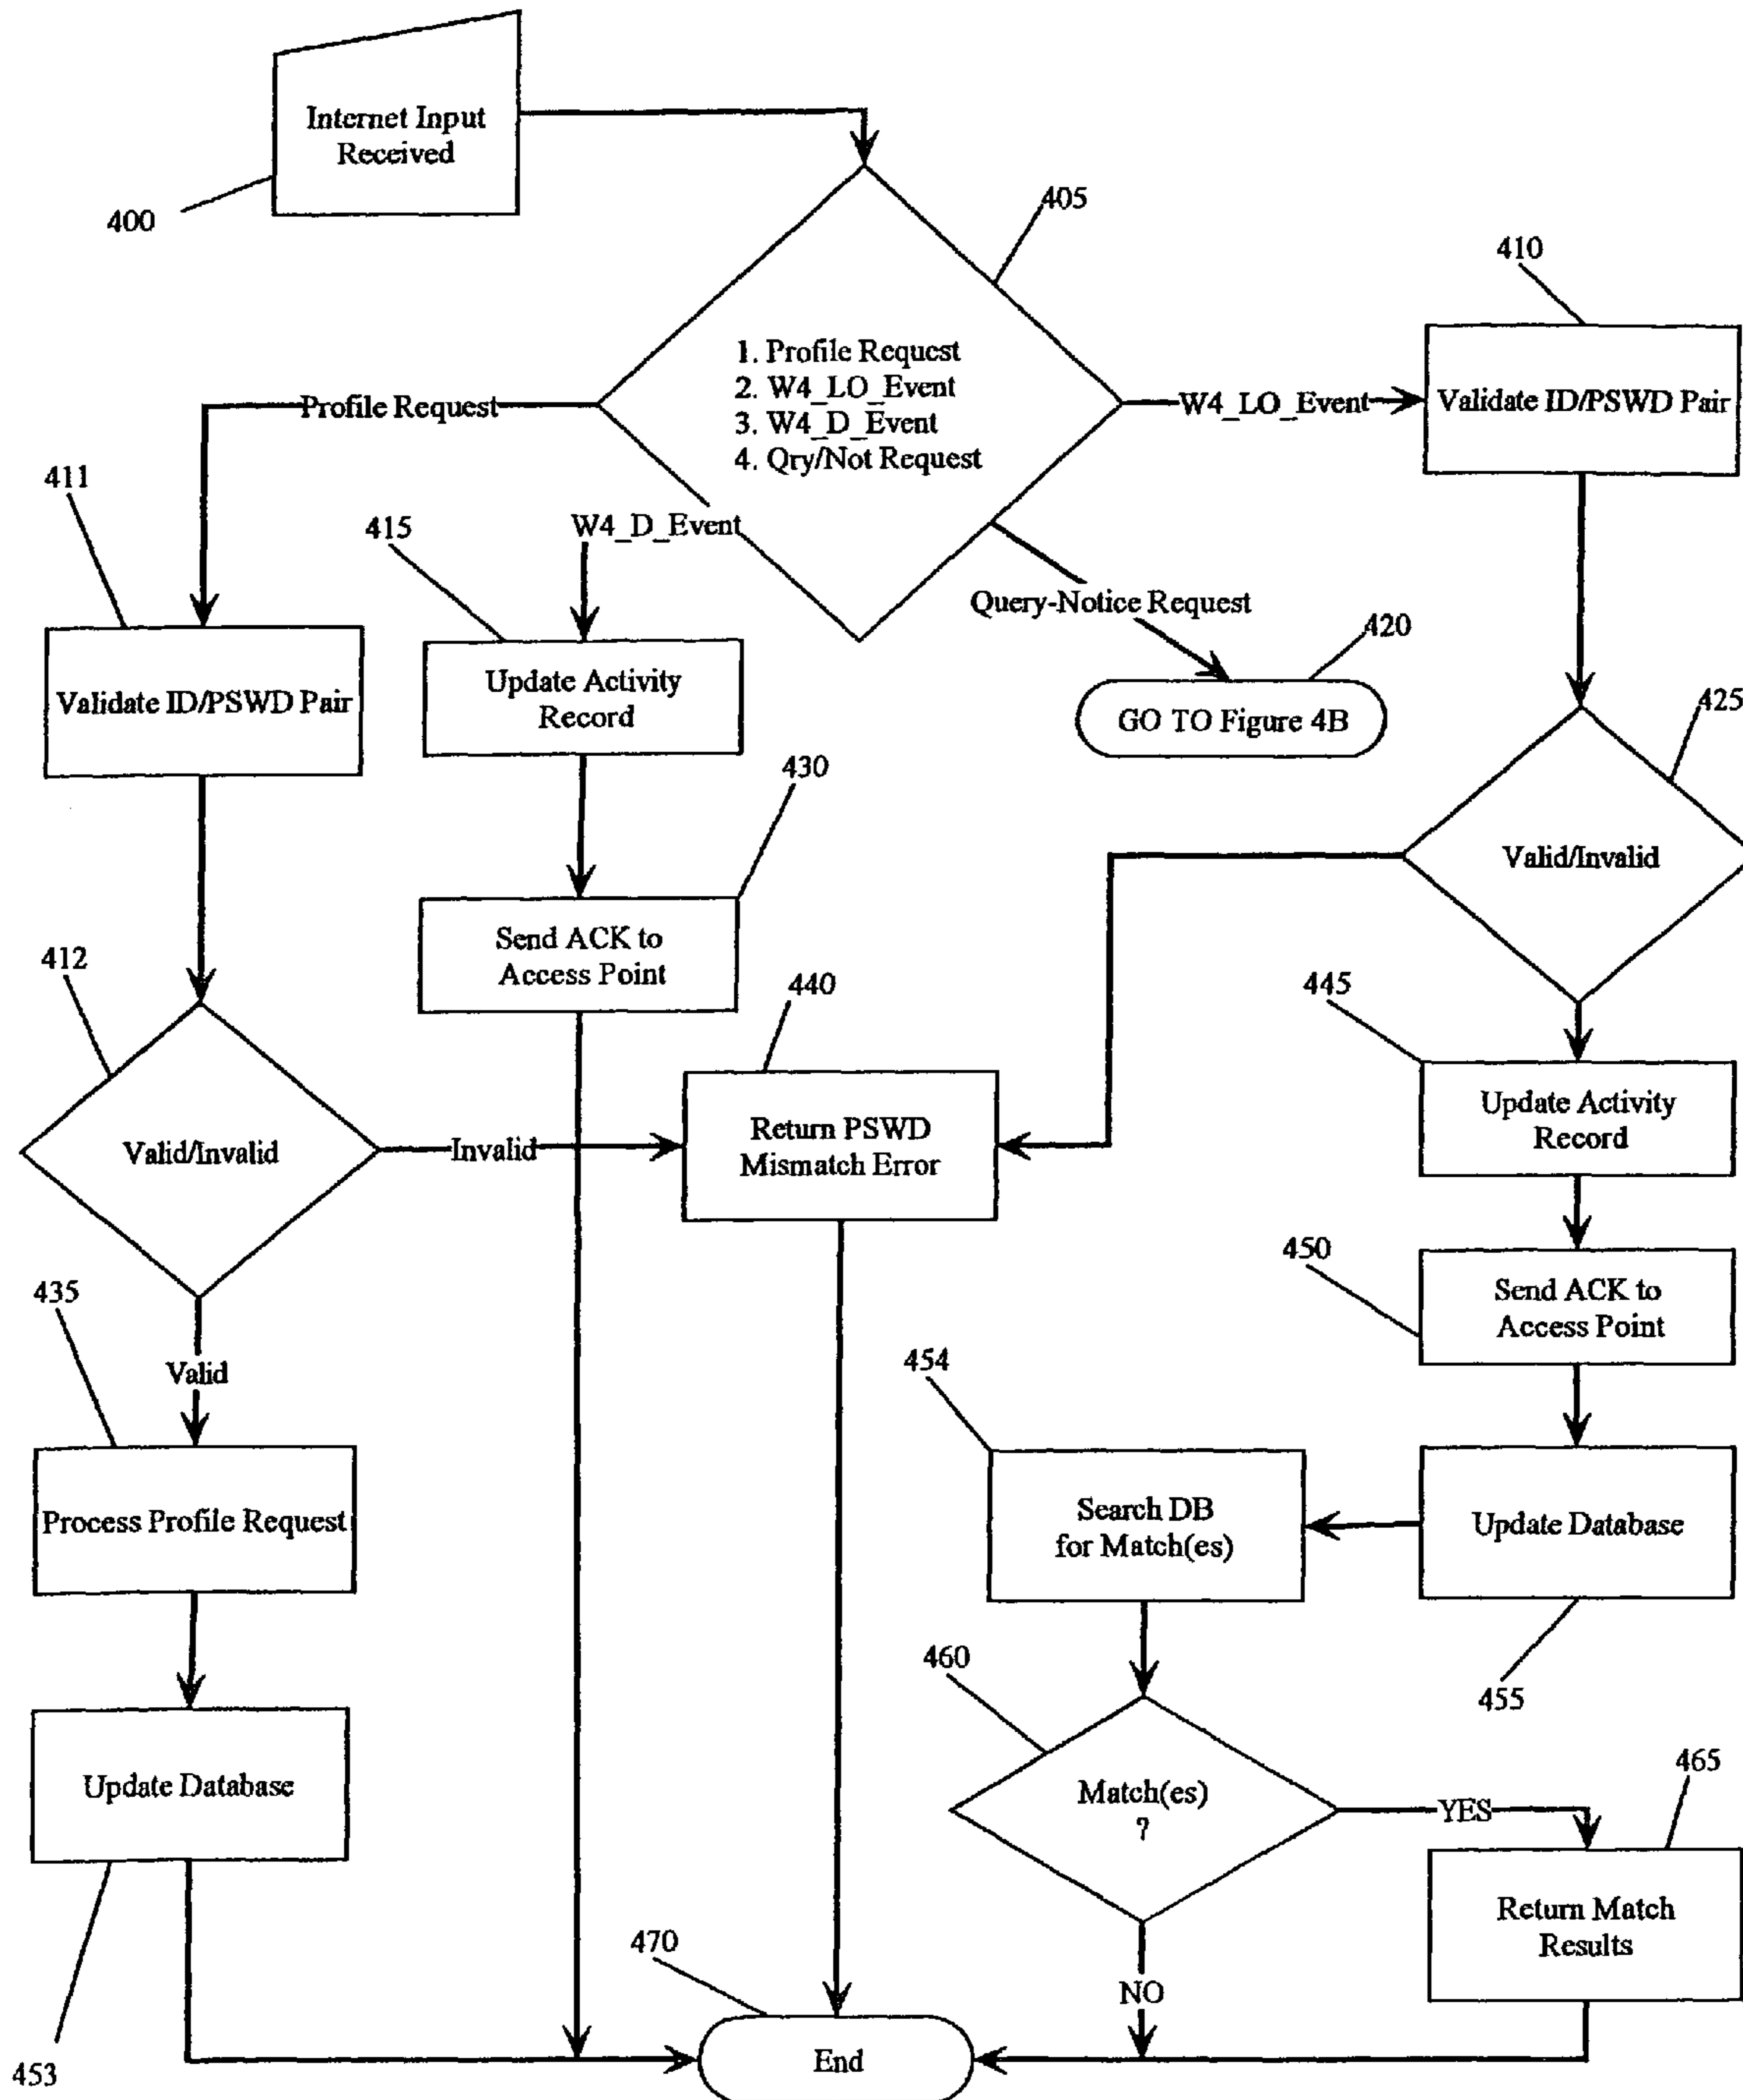 Internet Input
Received
400
405
410
1. Profile Request
2. W4_LO_Event
3. W4_D_Event
4. Qry/Not Request
Profile Request
W4_LO_Event
Validate ID/PSWD Pair
411
415
W4_D_Event
Query-Notice Request
420
GO TO Figure 4B
Validate ID/PSWD Pair
Update Activity
Record
425
Valid/Invalid
430
Send ACK to
Access Point
412
Valid/Invalid
Invalid
440
Return PSWD
Mismatch Error
445
Update Activity
Record
450
Send ACK to
Access Point
435
Valid
Process Profile Request
454
Search DB
for Match(es)
Update Database
455
460
Match(es)
?
YES
465
Return Match
Results
NO
Update Database
453
470
End